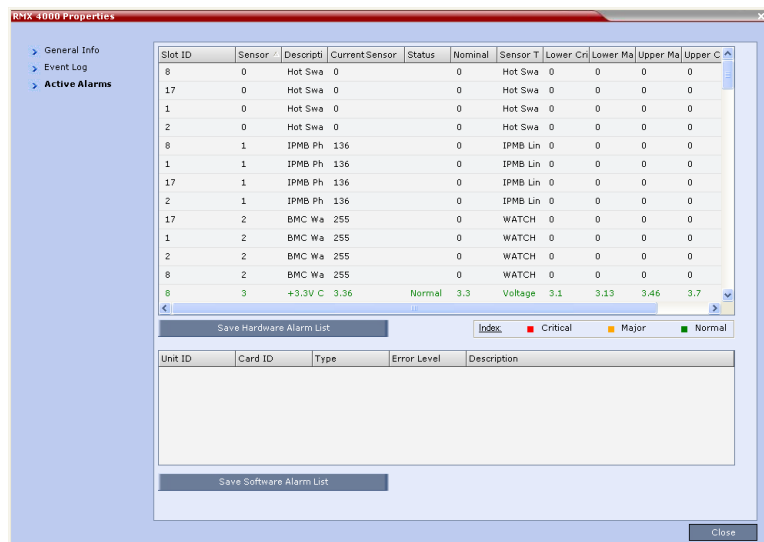 RMX 4000 Properties
General Info
Event Log
Active Alarms
Slot ID Sensor Descripti Current Sensor Status Nominal Sensor T Lower Cri Lower Ma Upper Ma Upper C
8 0 Hot Swa 0 0 Hot Swa 0 0 0 0
17 0 Hot Swa 0 0 Hot Swa 0 0 0 0
1 0 Hot Swa 0 0 Hot Swa 0 0 0 0
2 0 Hot Swa 0 0 Hot Swa 0 0 0 0
8 1 IPMB Ph 136 0 IPMB Lin 0 0 0 0
1 1 IPMB Ph 136 0 IPMB Lin 0 0 0 0
17 1 IPMB Ph 136 0 IPMB Lin 0 0 0 0
2 1 IPMB Ph 136 0 IPMB Lin 0 0 0 0
17 2 BMC Wa 255 0 WATCH 0 0 0 0
1 2 BMC Wa 255 0 WATCH 0 0 0 0
2 2 BMC Wa 255 0 WATCH 0 0 0 0
8 2 BMC Wa 255 0 WATCH 0 0 0 0
8 3 +3.3V C 3.36 Normal 3.3 Voltage 3.1 3.13 3.46 3.7
Save Hardware Alarm List
Index: Critical Major Normal
Unit ID Card ID Type Error Level Description
Save Software Alarm List
Close